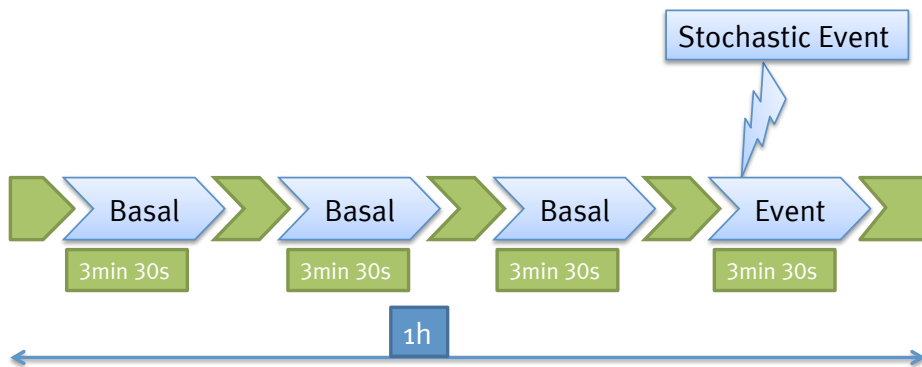 Stochastic Event
Basal
Basal
Basal
Event
3min 30s
3min 30s
3min 30s
3min 30s
1h